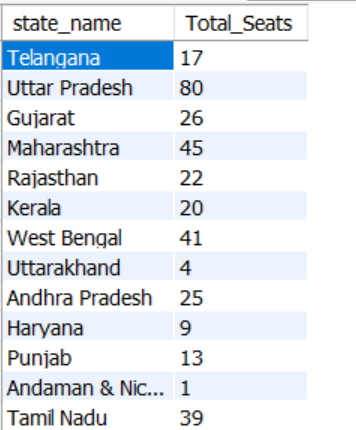 state_name Total_Seats
Telangana 17
Uttar Pradesh 80
Gujarat 26
Maharashtra 45
Rajasthan 22
Kerala 20
West Bengal 41
Uttarakhand 4
Andhra Pradesh 25
Haryana 9
Punjab 13
Andaman & Nic... 1
Tamil Nadu 39